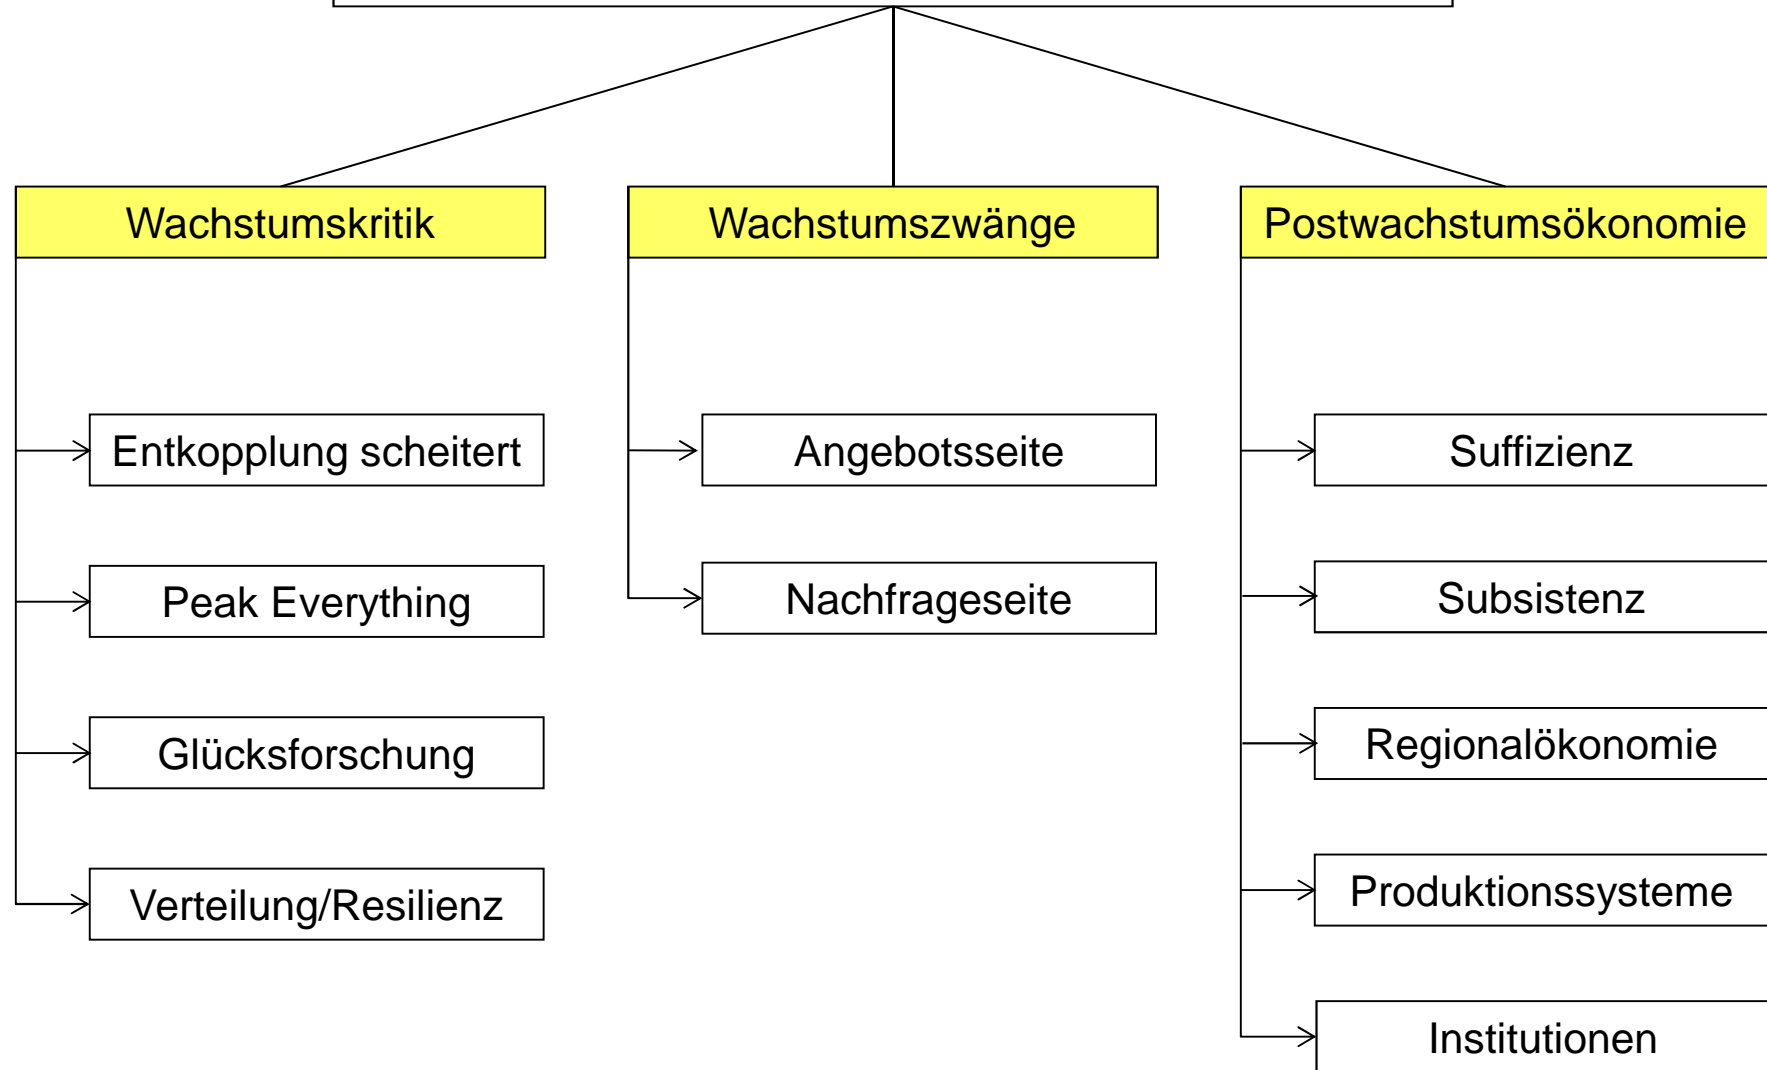 Wachstumskritik
Wachstumszwänge
Postwachstumsökonomie
Entkopplung scheitert
Peak Everything
Glücksforschung
Verteilung/Resilienz
Angebotsseite
Nachfrageseite
Suffizienz
Subsistenz
Regionalökonomie
Produktionssysteme
Institutionen